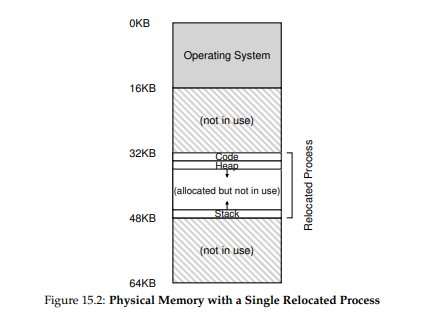 0KB
Operating System
16KB
(not in use)
32KB
Code
Heap
(allocated but not in use)
Stack
48KB
(not in use)
64KB
Relocated Process
Figure 15.2: Physical Memory with a Single Relocated Process